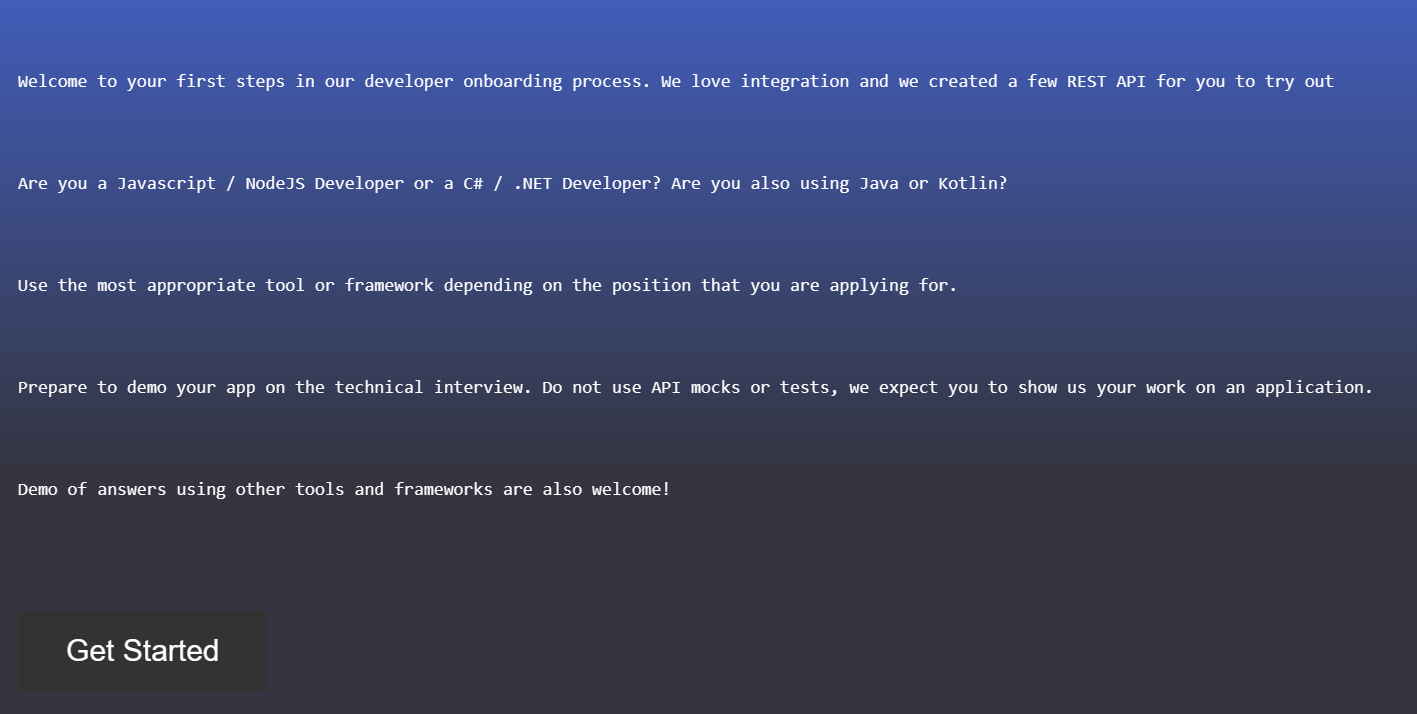 Welcome to your first steps in our developer onboarding process. We love integration and we created a few REST API for you to try out
Are you a Javascript / NodeJS Developer or a C# / .NET Developer? Are you also using Java or Kotlin?
Use the most appropriate tool or framework depending on the position that you are applying for.
Prepare to demo your app on the technical interview. Do not use API mocks or tests, we expect you to show us your work on an application.
Demo of answers using other tools and frameworks are also welcome!
Get Started